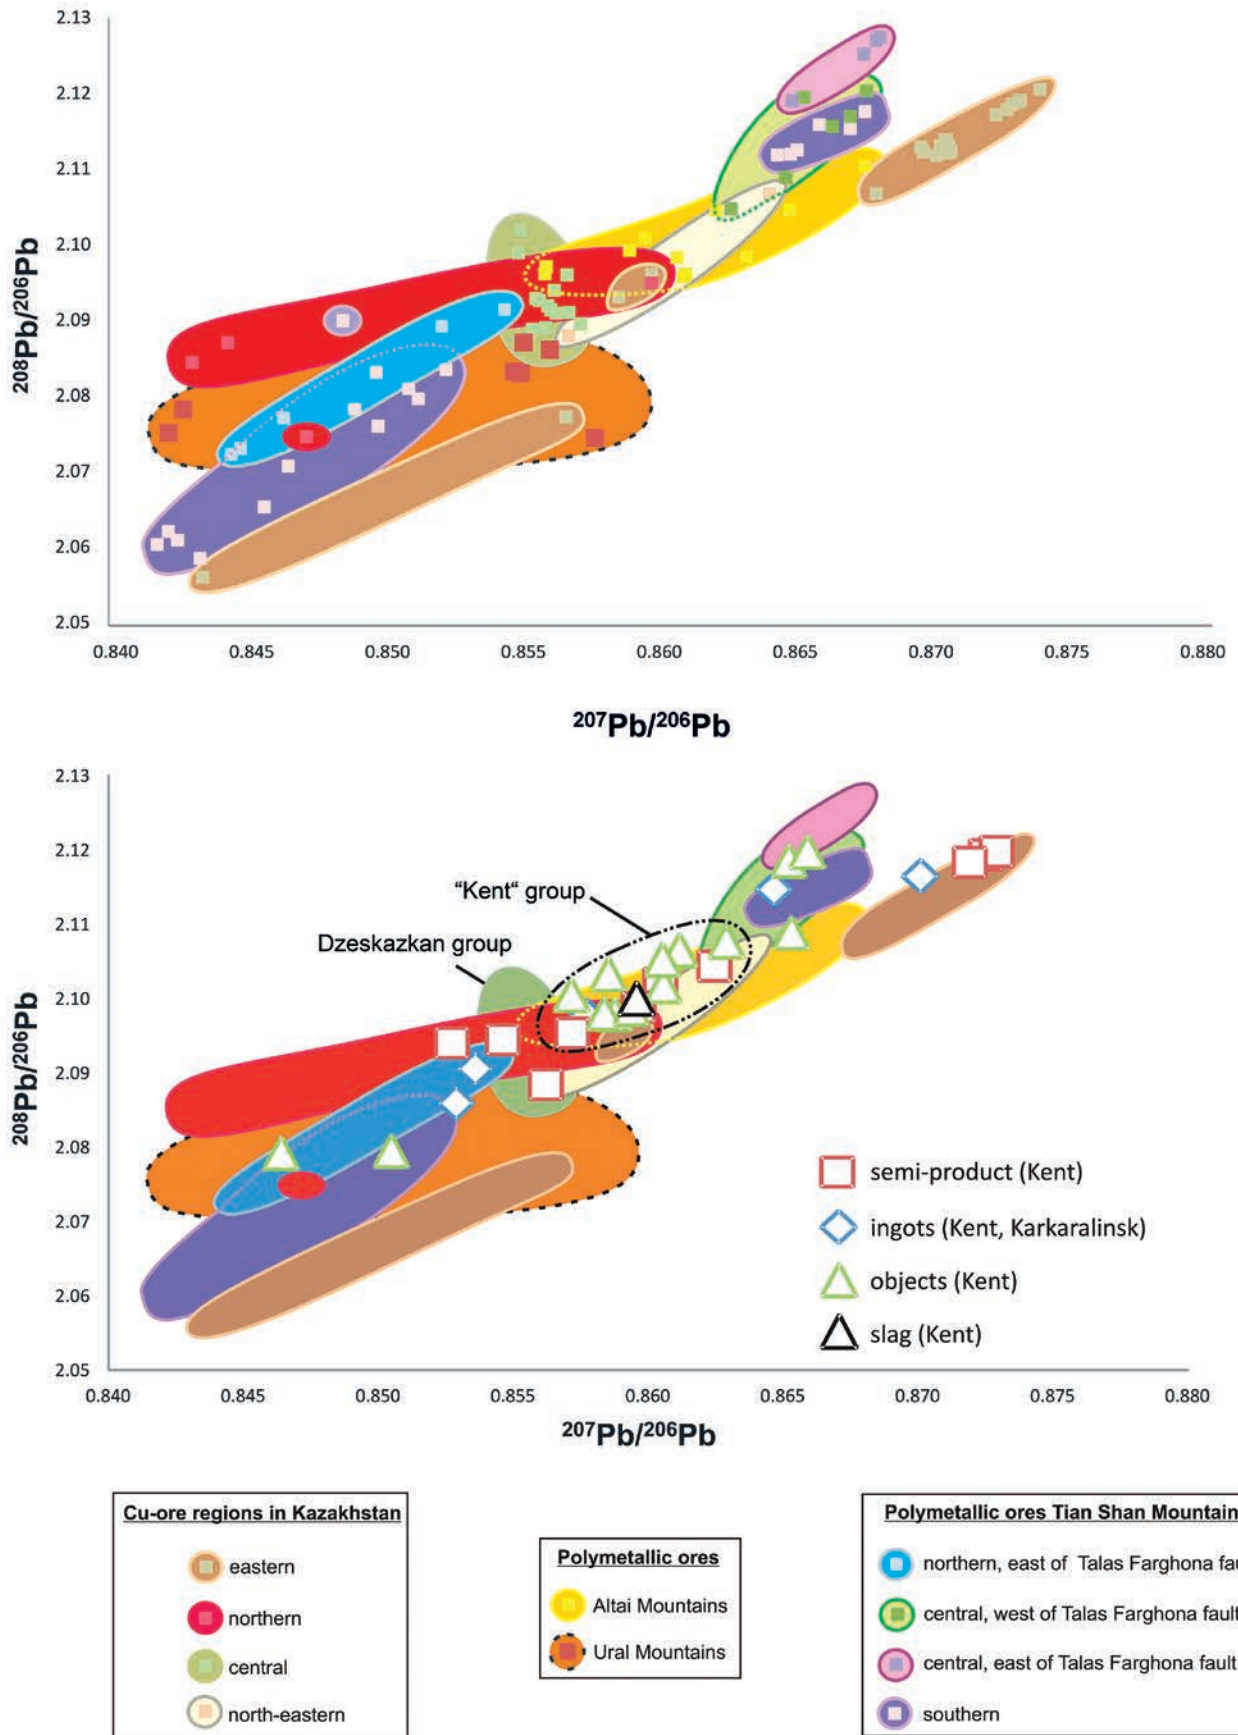 2.13
2.12
2.11
2.10
2.09
2.08
2.07
2.06
2.05
208Pb/206Pb
0.840 0.845 0.850 0.855 0.860 0.865 0.870 0.875 0.880
207Pb/206Pb
2.13
2.12
2.11
2.10
2.09
2.08
2.07
2.06
2.05
208Pb/206Pb
"Kent" group
Dzeskazkan group
semi-product (Kent)
ingots (Kent, Karkaralinsk)
objects (Kent)
slag (Kent)
0.840 0.845 0.850 0.855 0.860 0.865 0.870 0.875 0.880
207Pb/206Pb
Cu-ore regions in Kazakhstan
eastern
northern
central
north-eastern
Polymetallic ores
Altai Mountains
Ural Mountains
Polymetallic ores Tian Shan Mountain
northern, east of Talas Farghona fau
central, west of Talas Farghona fault
central, east of Talas Farghona fault
southern